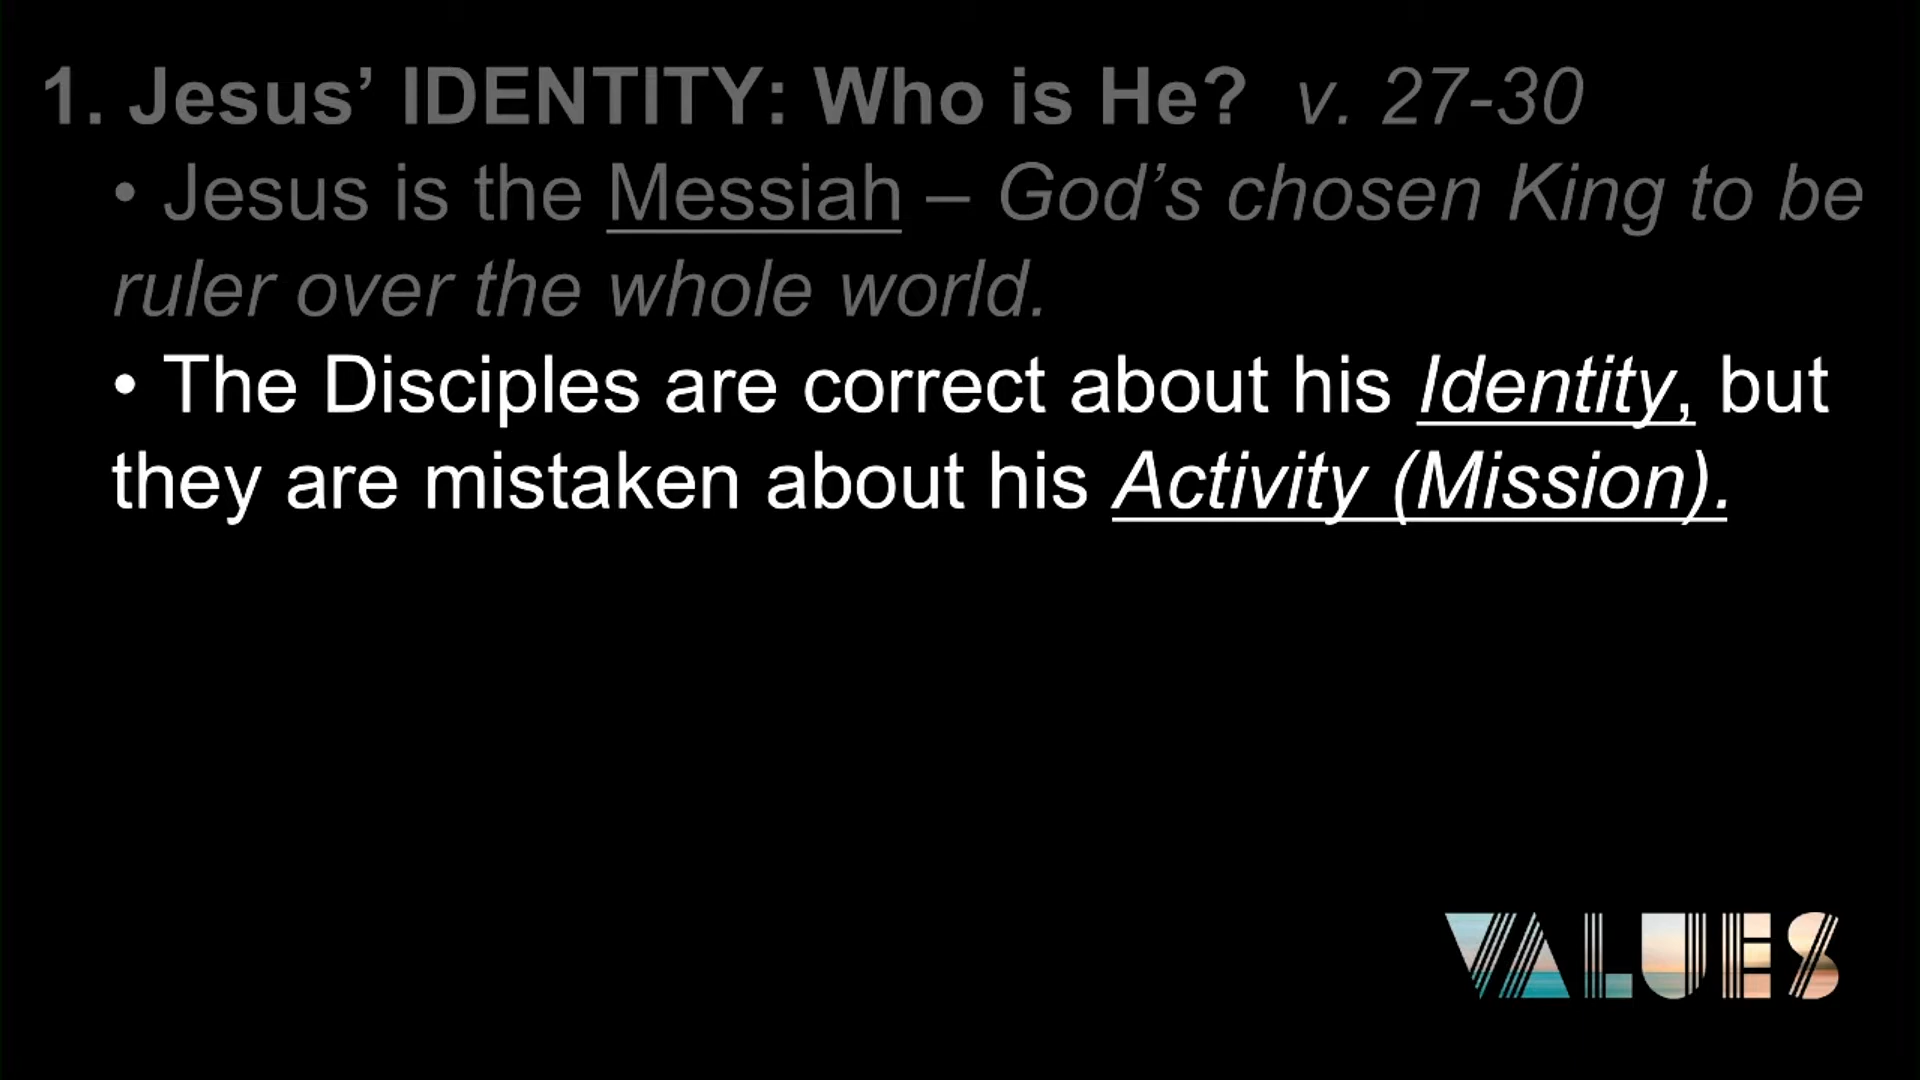 1. Jesus’ IDENTITY: Who is He? v. 27-30
• Jesus is the Messiah – God’s chosen King to be
ruler over the whole world.
• The Disciples are correct about his Identity, but
they are mistaken about his Activity (Mission).
VALUES